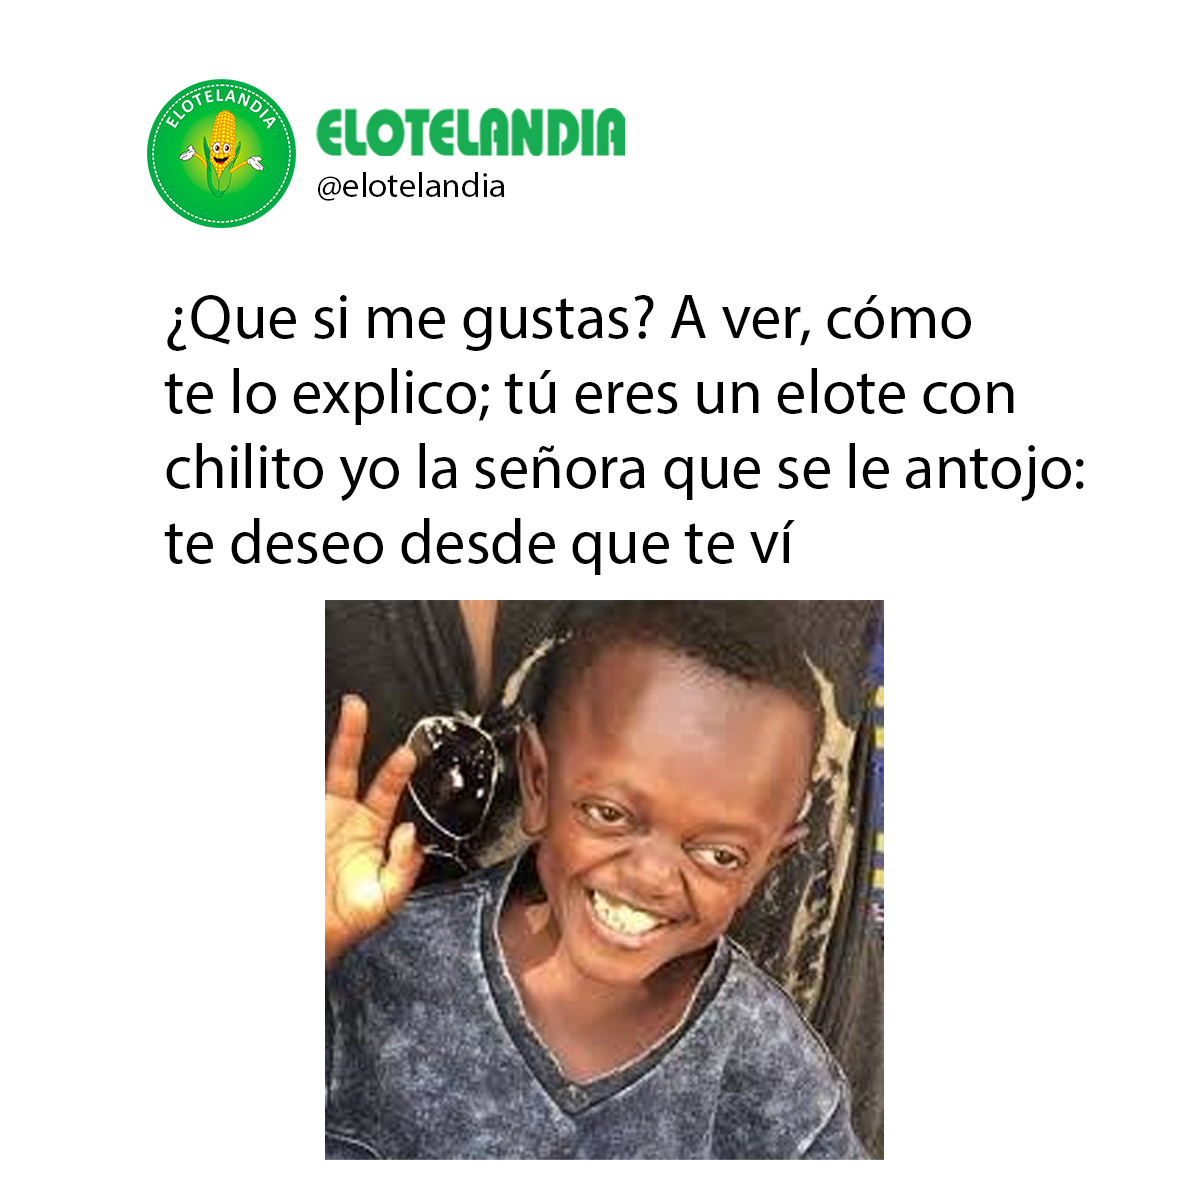 ELOTELANDIA
ELOTELANDIA
@elotelandia
¿Que si me gustas? A ver, cómo
te lo explico; tú eres un elote con
chilito yo la señora que se le antojo:
te deseo desde que te ví